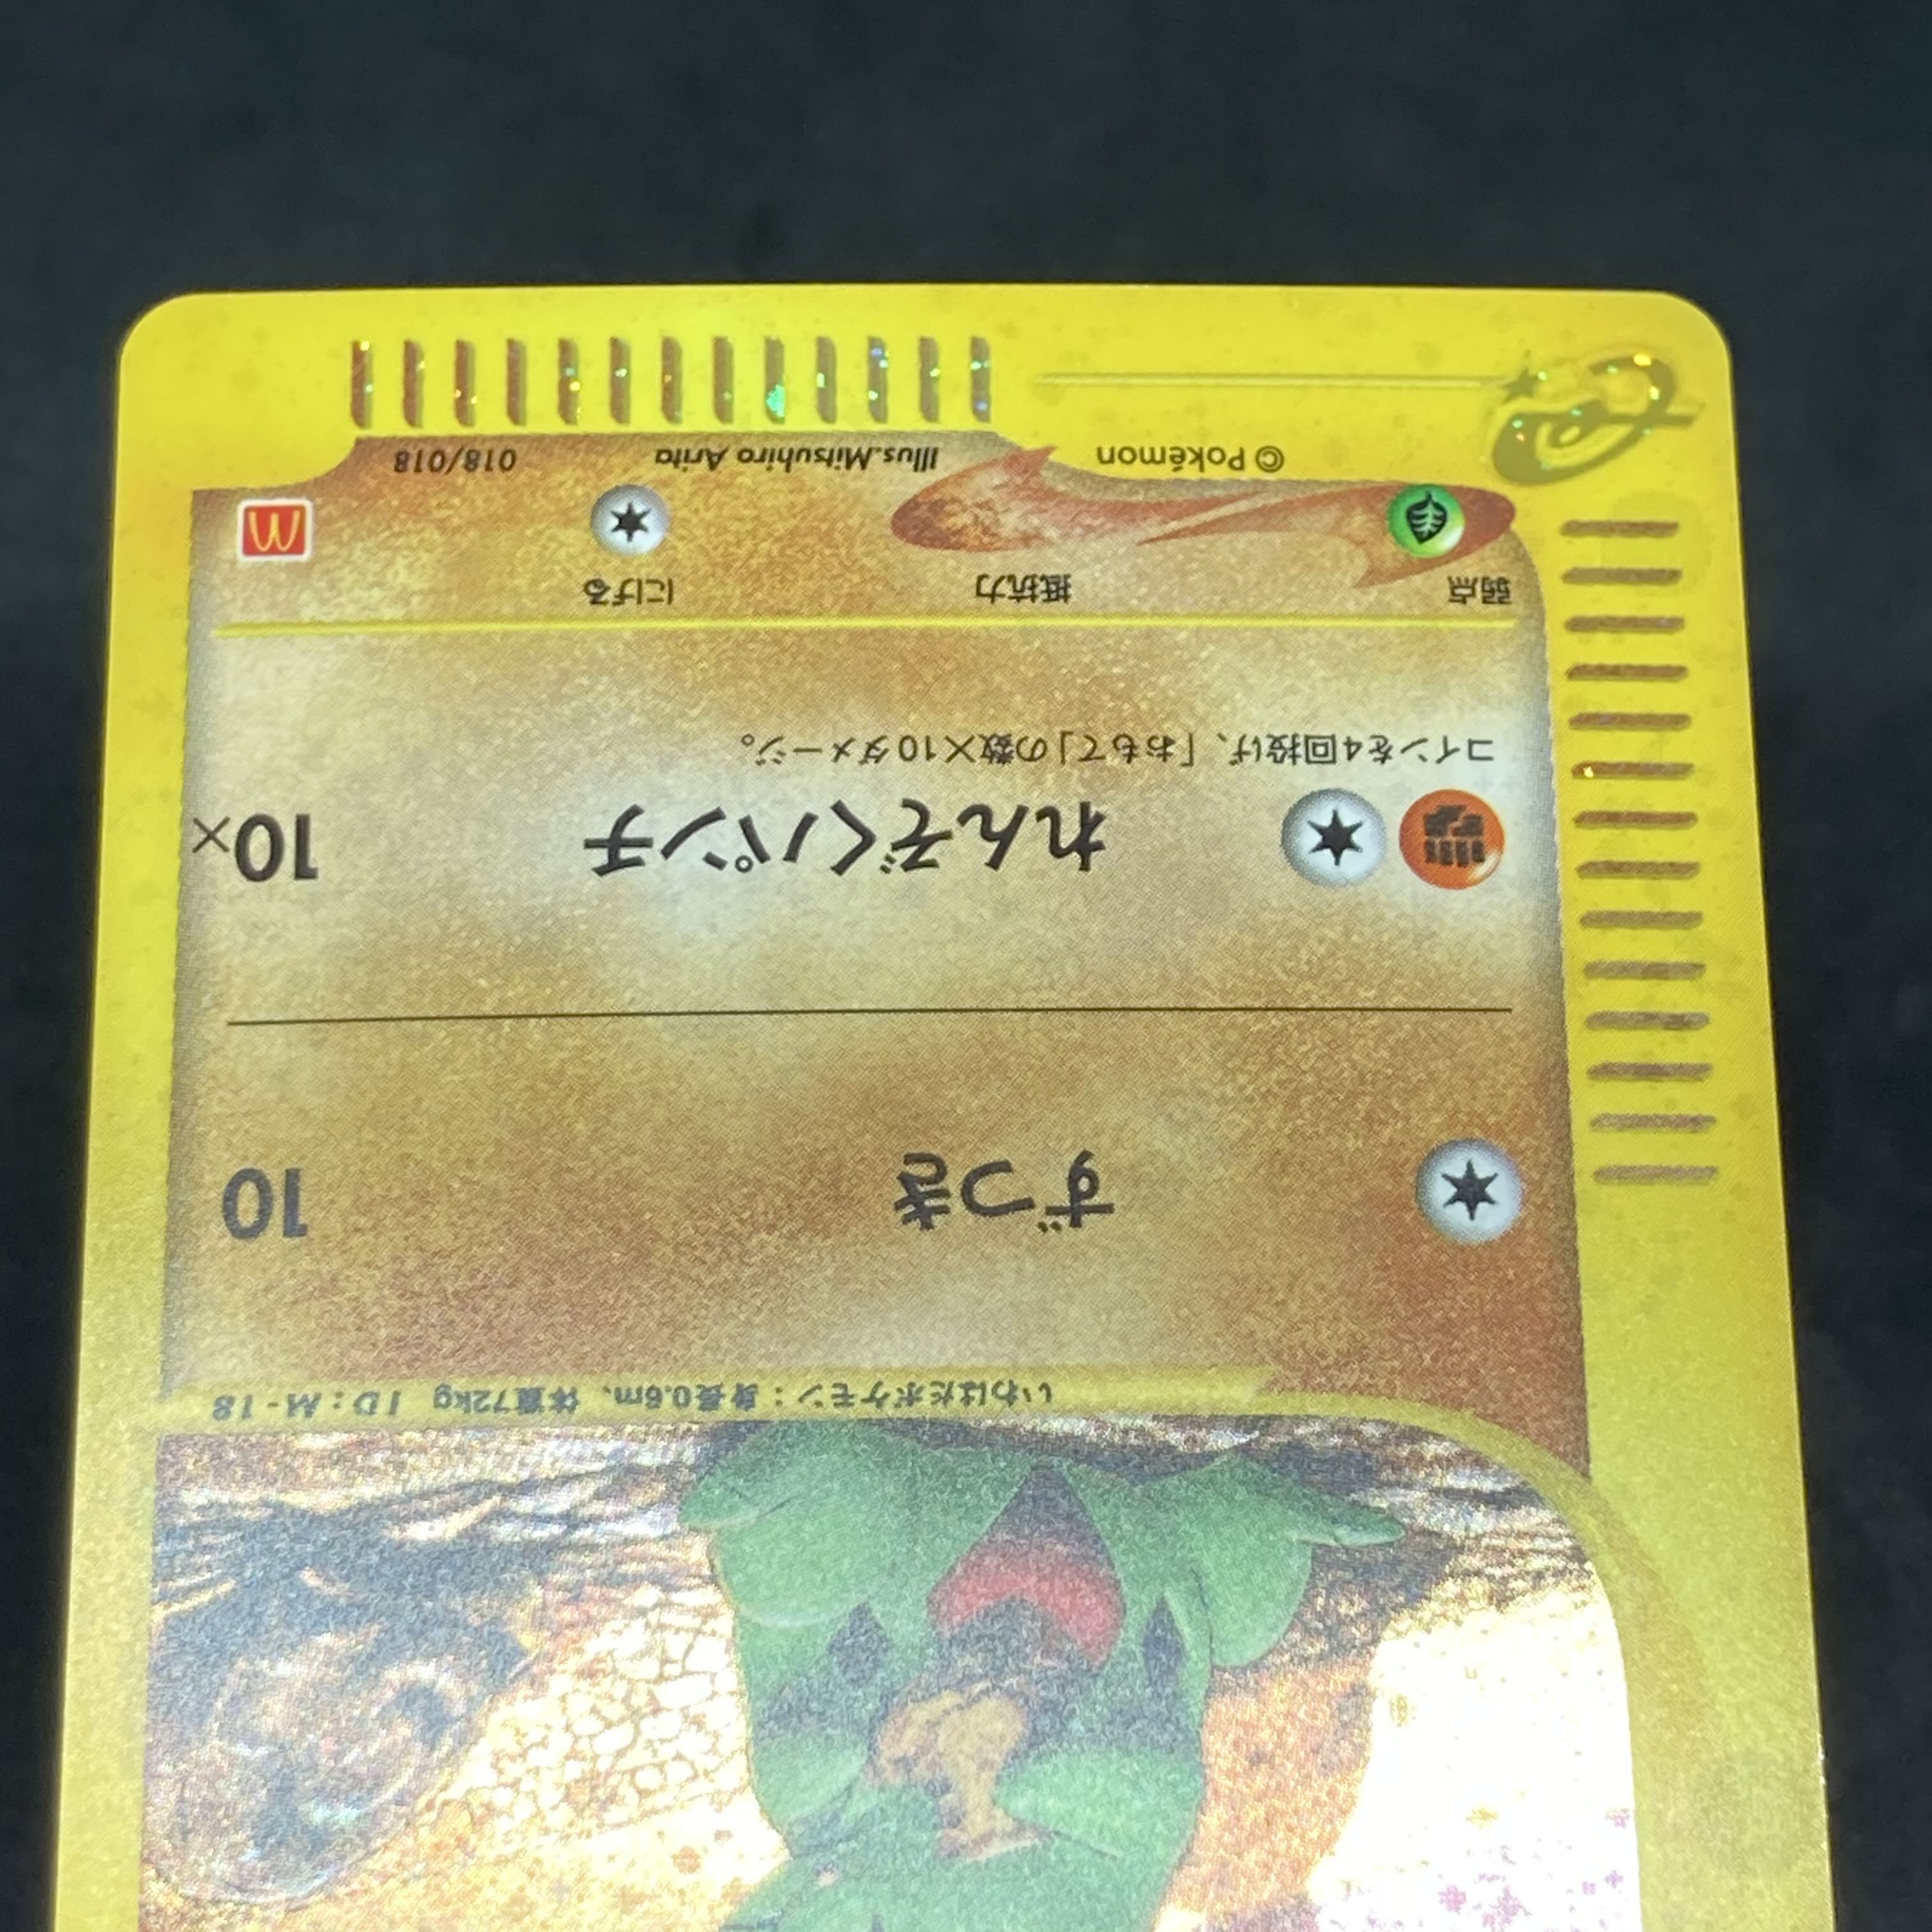 いわはだポケモン：身長0.6m、体重72kg ID：M-18
ずつき 10
れんぞくパンチ 10×
コインを4回投げ、「おもて」の数×10ダメージ。
弱点 抵抗力 にげる
©Pokémon Illus.Mitsuhiro Arita 018/018